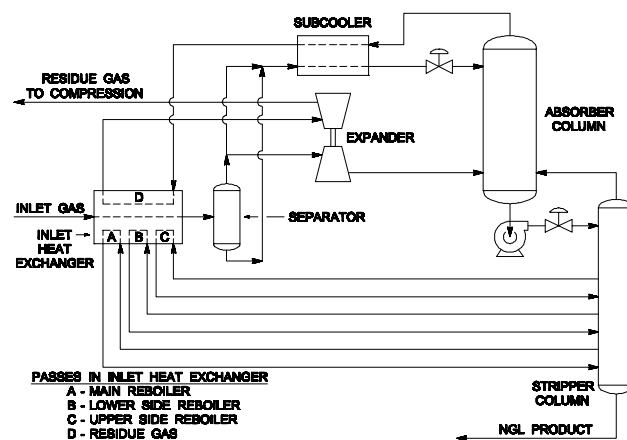 SUBCOOLER
RESIDUE GAS
TO COMPRESSION
ABSORBER
COLUMN
EXPANDER
D
INLET GAS
SEPARATOR
INLET
HEAT
EXCHANGER
A B C
PASSES IN INLET HEAT EXCHANGER
A - MAIN REBOILER
B - LOWER SIDE REBOILER
C - UPPER SIDE REBOILER
D - RESIDUE GAS
STRIPPER
COLUMN
NGL PRODUCT